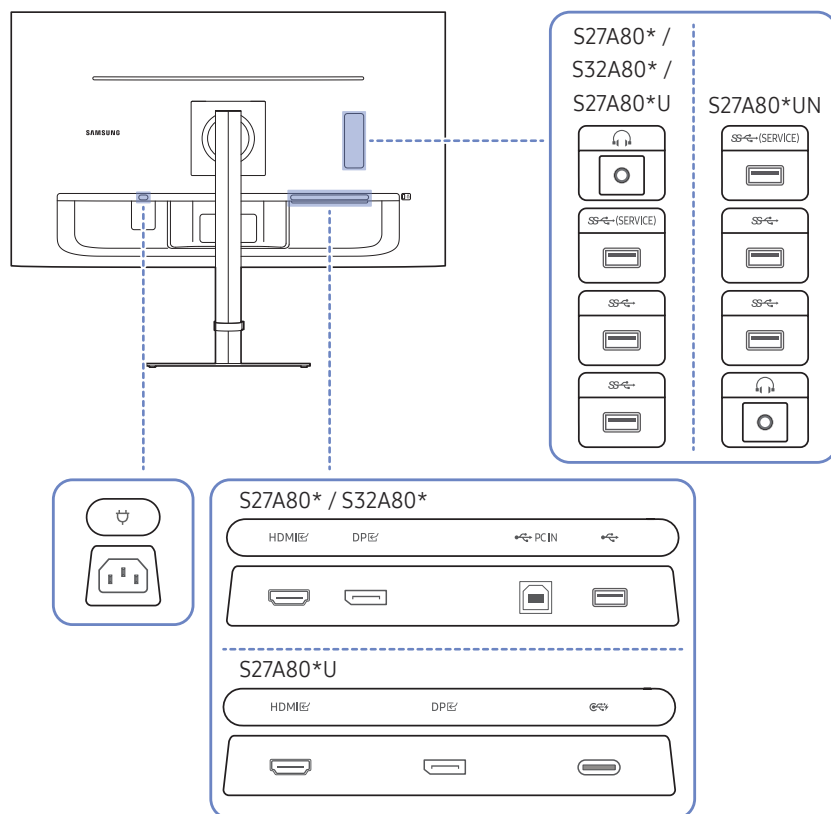 SAMSUNG
S27A80* /
S32A80* /
S27A80*U
S27A80*UN
(SERVICE)
(SERVICE)
S27A80* / S32A80*
HDMI DP PC IN
S27A80*U
HDMI DP